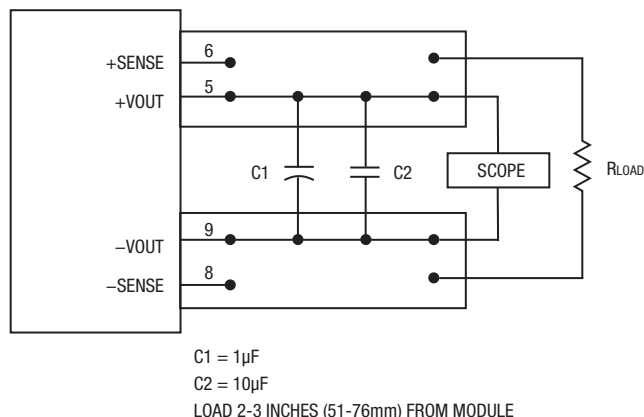 +SENSE
6
+VOUT
5
C1
C2
SCOPE
RLOAD
–VOUT
9
–SENSE
8
C1 = 1µF
C2 = 10µF
LOAD 2-3 INCHES (51-76mm) FROM MODULE